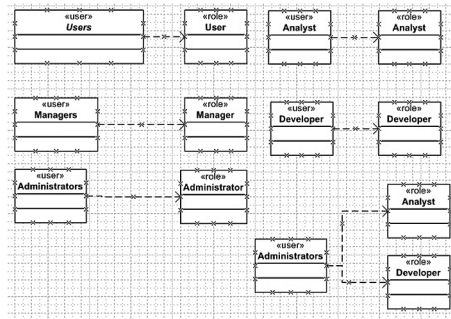 «user»
Users
«role»
User
«user»
Analyst
«role»
Analyst
«user»
Managers
«role»
Manager
«user»
Developer
«role»
Developer
«user»
Administrators
«role»
Administrator
«user»
Administrators
«role»
Analyst
«role»
Developer